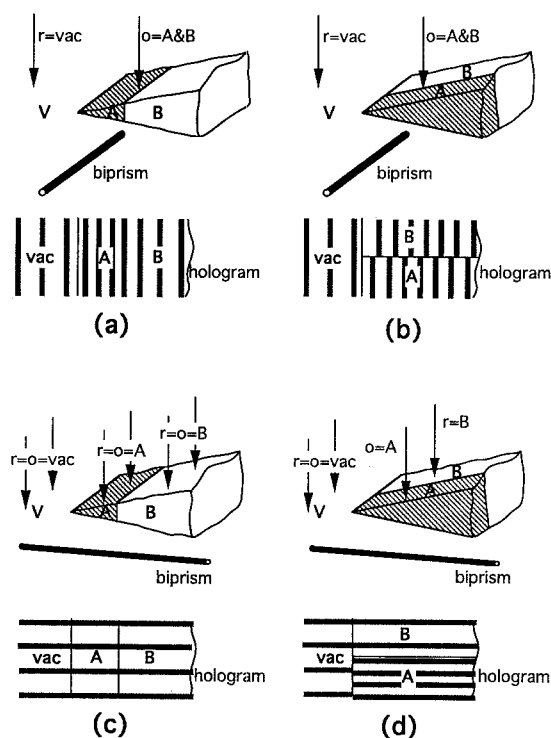 r=vac
o=A&B
V
A
B
biprism
vac
A
B
hologram
(a)
r=vac
o=A&B
V
B
A
biprism
vac
B
A
hologram
(b)
r=o=vac
r=o=A
r=o=B
V
A
B
biprism
vac
A
B
hologram
(c)
r=o=vac
o=A
r=B
V
B
A
biprism
B
vac
A
hologram
(d)